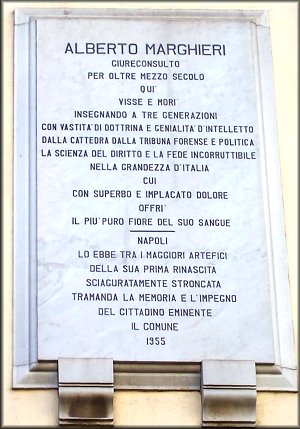 ALBERTO MARGHIERI
GIURECONSULTO
PER OLTRE MEZZO SECOLO
QUI'
VISSE E MORI'
INSEGNANDO A TRE GENERAZIONI
CON VASTITA' DI DOTTRINA E GENIALITA' D'INTELLETTO
DALLA CATTEDRA DALLA TRIBUNA FORENSE E POLITICA
LA SCIENZA DEL DIRITTO E LA FEDE INCORRUTTIBILE
NELLA GRANDEZZA D'ITALIA
CUI
CON SUPERBO E IMPLACATO DOLORE
OFFRI'
IL PIU' PURO FIORE DEL SUO SANGUE
NAPOLI
LO EBBE TRA I MAGGIORI ARTEFICI
DELLA SUA PRIMA RINASCITA
SCIAGURATAMENTE STRONCATA
TRAMANDA LA MEMORIA E L'IMPEGNO
DEL CITTADINO EMINENTE
IL COMUNE
1955